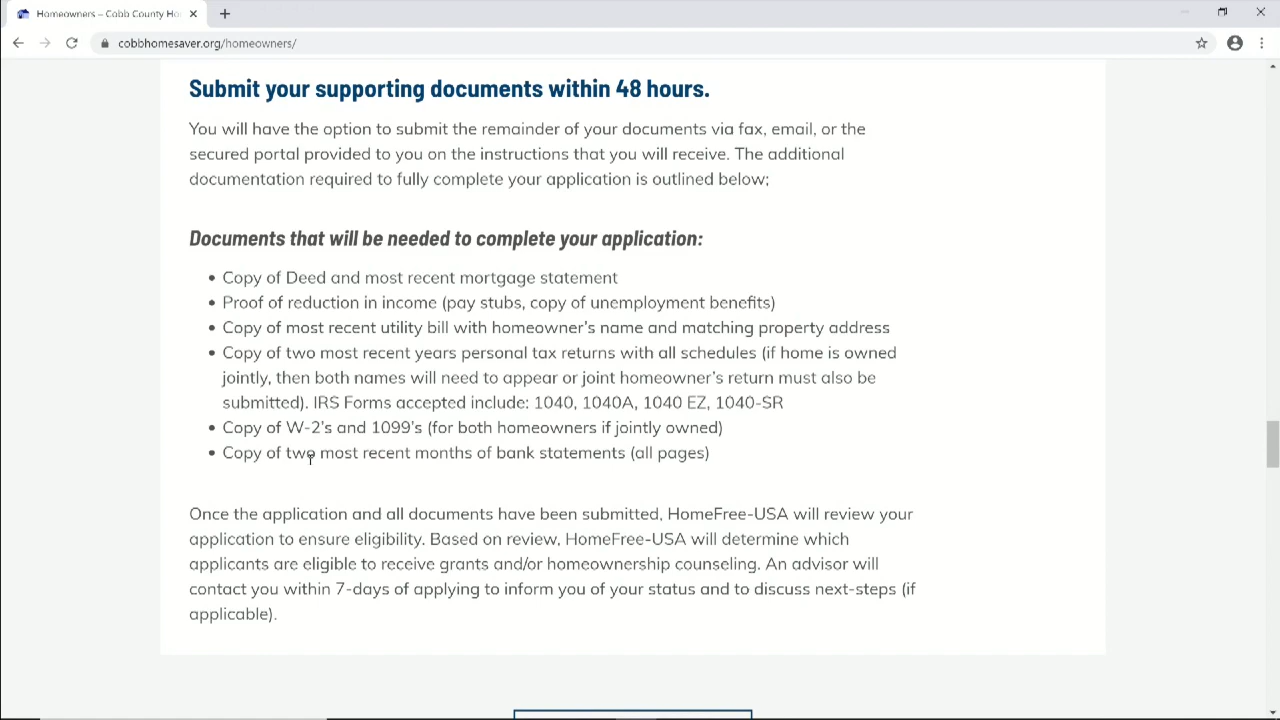 Homeowners – Cobb County Ho
cobbhomesaver.org/homeowners/
Submit your supporting documents within 48 hours.
You will have the option to submit the remainder of your documents via fax, email, or the
secured portal provided to you on the instructions that you will receive. The additional
documentation required to fully complete your application is outlined below;
Documents that will be needed to complete your application:
• Copy of Deed and most recent mortgage statement
• Proof of reduction in income (pay stubs, copy of unemployment benefits)
• Copy of most recent utility bill with homeowner's name and matching property address
• Copy of two most recent years personal tax returns with all schedules (if home is owned
jointly, then both names will need to appear or joint homeowner's return must also be
submitted). IRS Forms accepted include: 1040, 1040A, 1040 EZ, 1040-SR
• Copy of W-2's and 1099's (for both homeowners if jointly owned)
• Copy of two most recent months of bank statements (all pages)
Once the application and all documents have been submitted, HomeFree-USA will review your
application to ensure eligibility. Based on review, HomeFree-USA will determine which
applicants are eligible to receive grants and/or homeownership counseling. An advisor will
contact you within 7-days of applying to inform you of your status and to discuss next-steps (if
applicable).